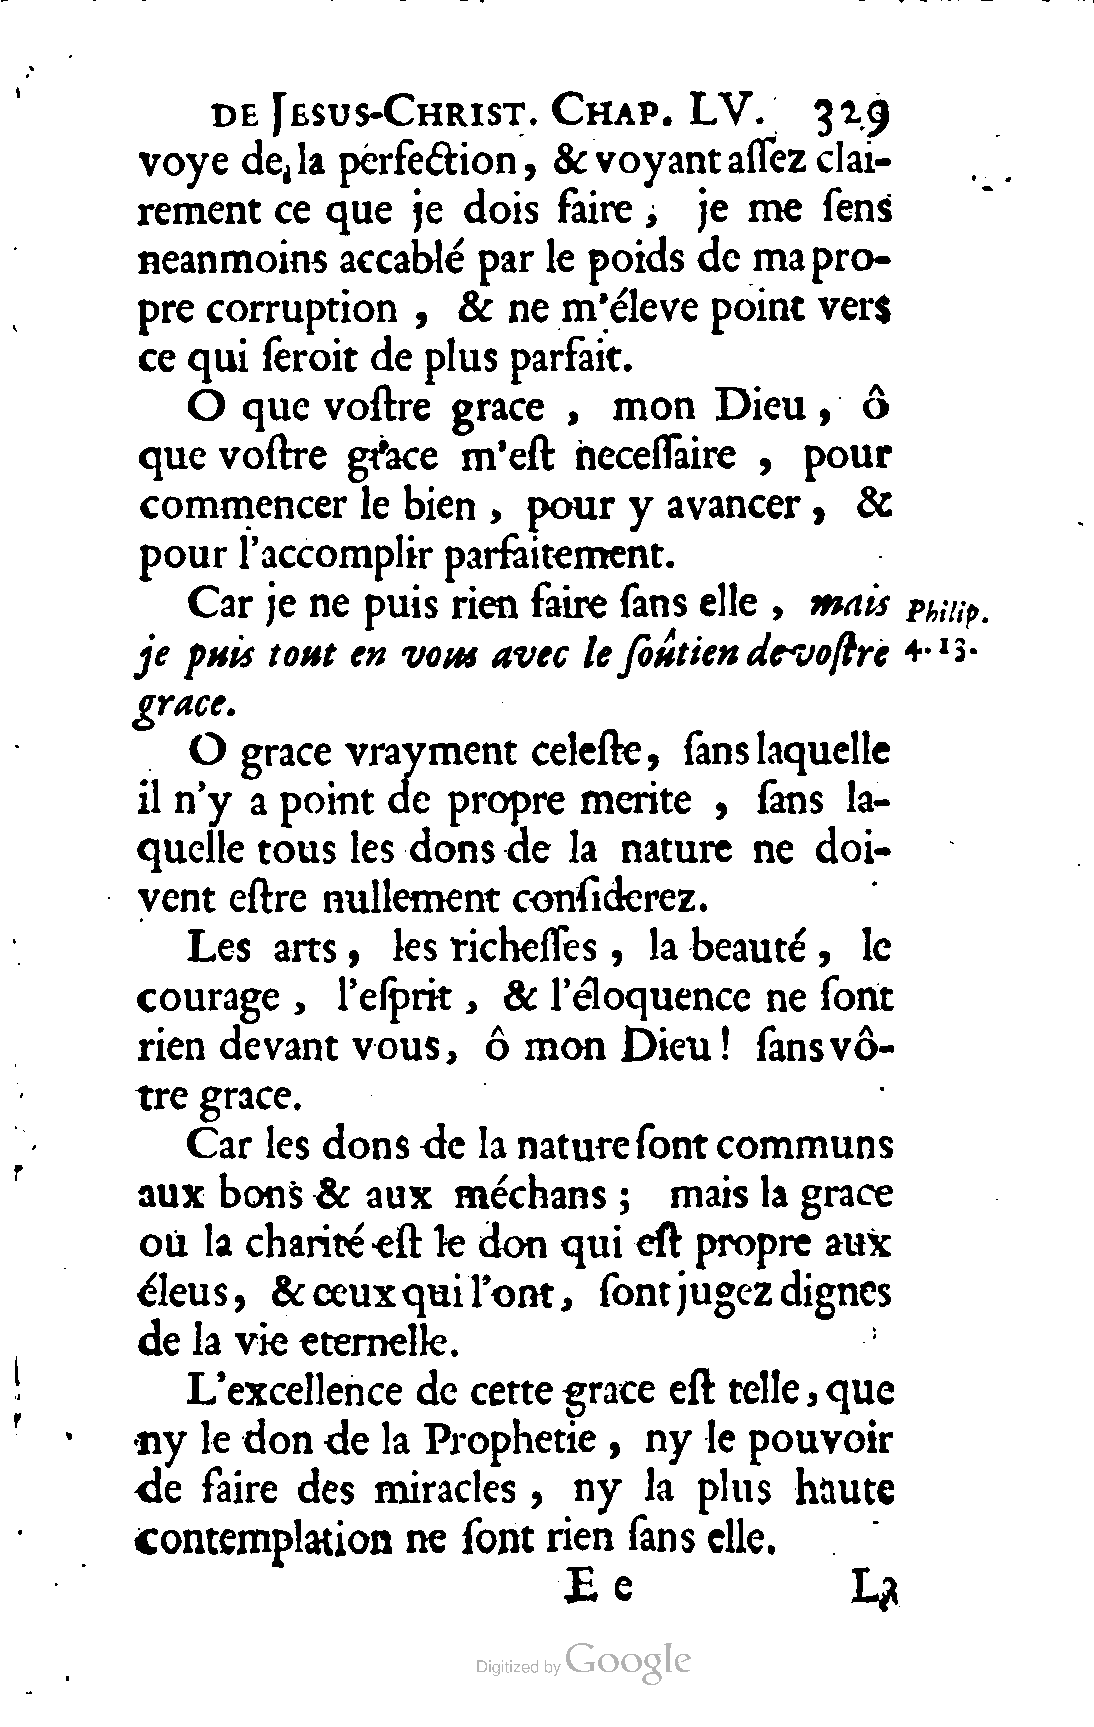 DE JESUS-CHRIST. CHAP. LV. 329
voye de la perfection, & voyant assez clai-
rement ce que je dois faire, je me sens
neanmoins accablé par le poids de ma pro-
pre corruption, & ne m'éleve point vers
ce qui seroit de plus parfait.
O que vostre grace, mon Dieu, ô
que vostre grace m'est necessaire, pour
commencer le bien, pour y avancer, &
pour l'accomplir parfaitement.
Car je ne puis rien faire sans elle, mais Philip.
je puis tout en vous avec le soûtien de vostre 4.13.
grace.
O grace vrayment celeste, sans laquelle
il n'y a point de propre merite, sans la-
quelle tous les dons de la nature ne doi-
vent estre nullement considerez.
Les arts, les richesses, la beauté, le
courage, l'esprit, & l'éloquence ne sont
rien devant vous, ô mon Dieu! sans vô-
tre grace.
Car les dons de la nature sont communs
aux bons & aux méchans; mais la grace
ou la charité est le don qui est propre aux
éleus, & ceux qui l'ont, sont jugez dignes
de la vie eternelle.
L'excellence de cette grace est telle, que
ny le don de la Prophetie, ny le pouvoir
de faire des miracles, ny la plus haute
contemplation ne sont rien sans elle.
E e La
Digitized by Google